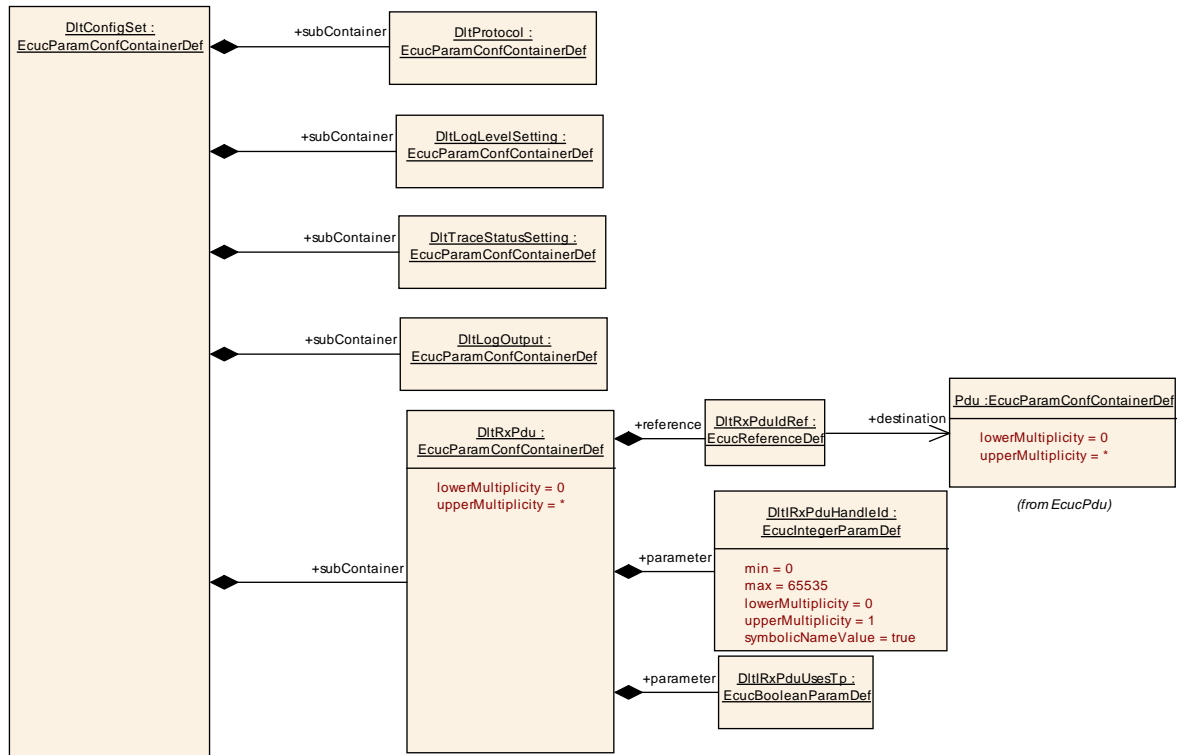 DltConfigSet :
EcucParamConfContainerDef
+subContainer
DltProtocol :
EcucParamConfContainerDef
+subContainer
DltLogLevelSetting :
EcucParamConfContainerDef
+subContainer
DltTraceStatusSetting :
EcucParamConfContainerDef
+subContainer
DltLogOutput :
EcucParamConfContainerDef
+subContainer
DltRxPdu :
EcucParamConfContainerDef
lowerMultiplicity = 0
upperMultiplicity = *
+reference
DltRxPduIdRef :
EcucReferenceDef
+destination
Pdu :EcucParamConfContainerDef
lowerMultiplicity = 0
upperMultiplicity = *
(from EcucPdu)
+parameter
DltIRxPduHandleId :
EcucIntegerParamDef
min = 0
max = 65535
lowerMultiplicity = 0
upperMultiplicity = 1
symbolicNameValue = true
+parameter
DltIRxPduUsesTp :
EcucBooleanParamDef